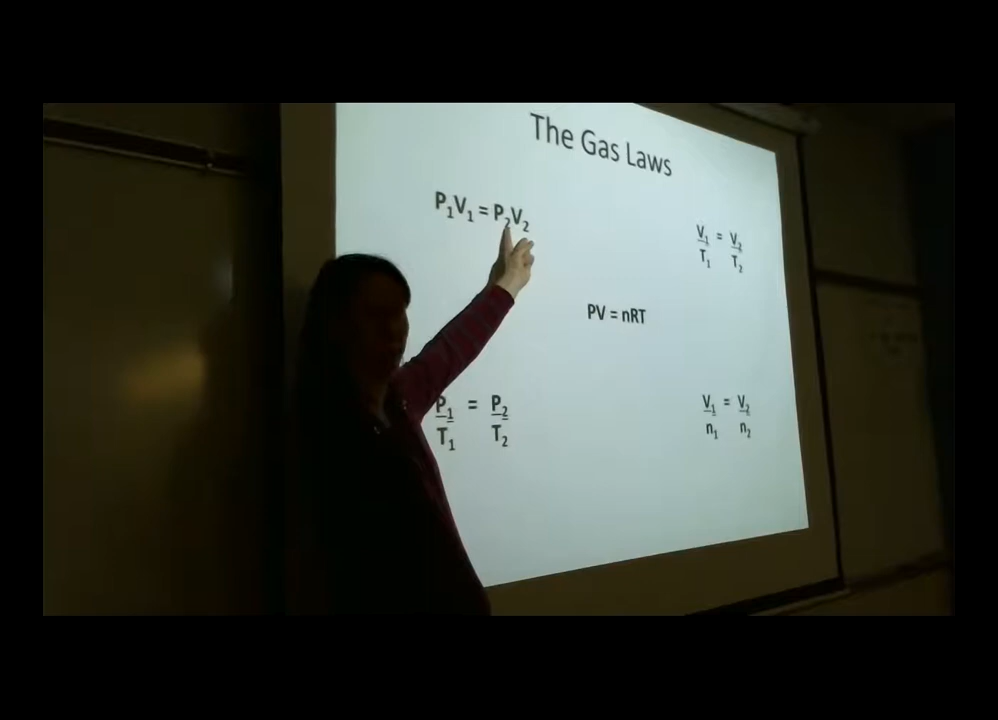 The Gas Laws
P₁V₁ = P₂V₂
V₁ = V₂
T₁ T₂
PV = nRT
P₁ = P₂
T₁ T₂
V₁ = V₂
n₁ n₂